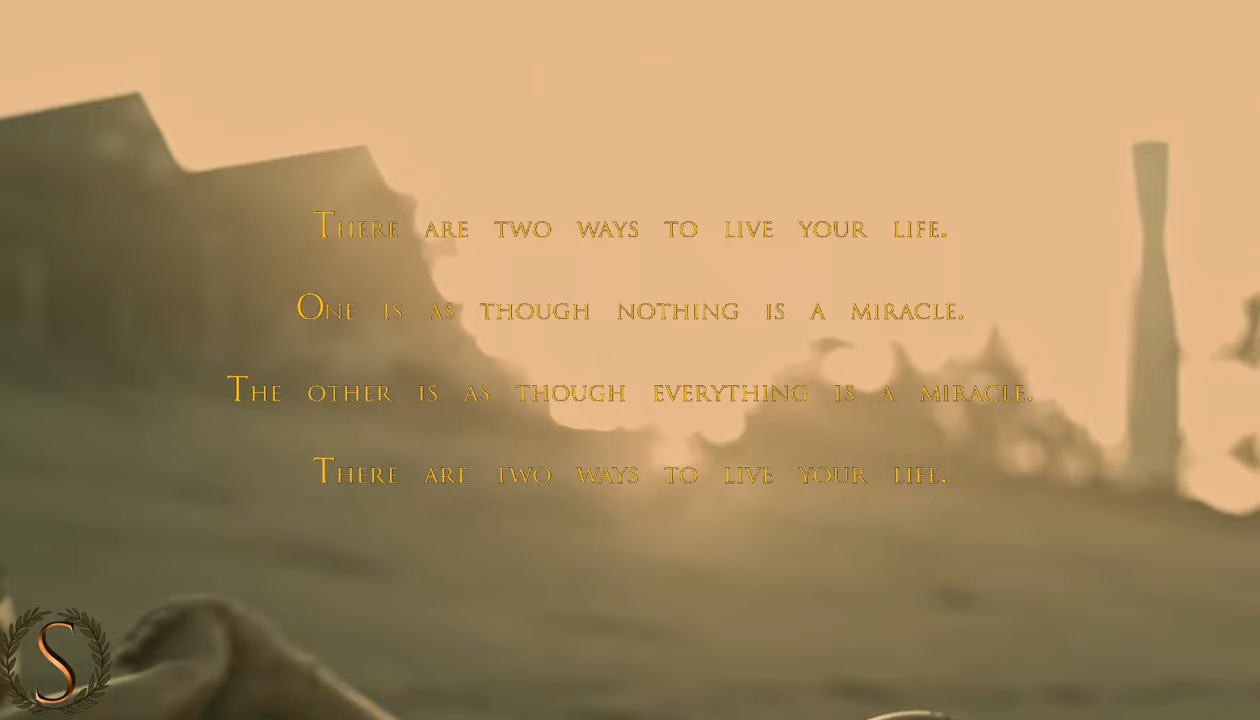 There are two ways to live your life.
One is as though nothing is a miracle.
The other is as though everything is a miracle.
There are two ways to live your life.
S